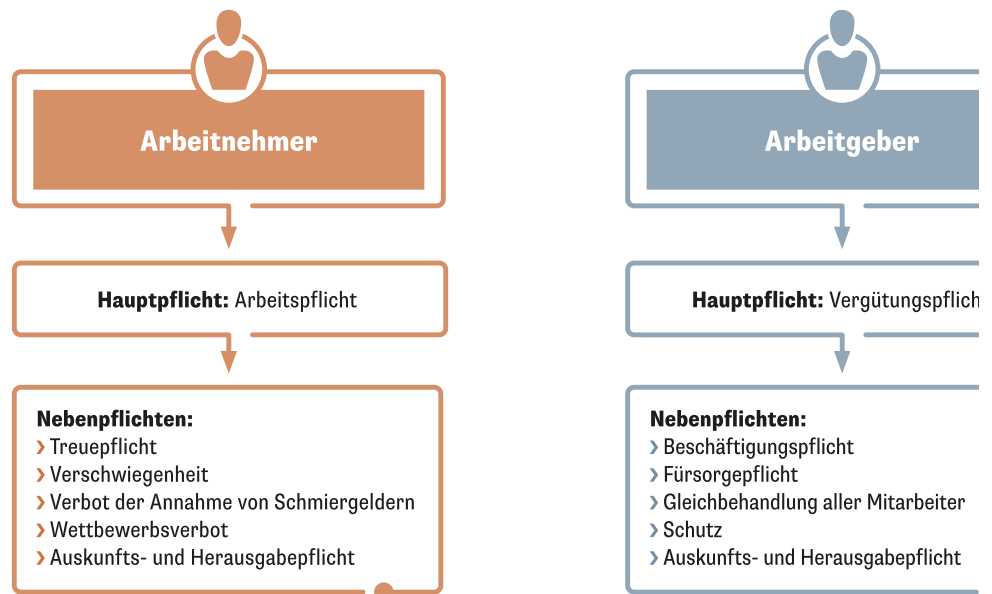 Arbeitnehmer
Hauptpflicht: Arbeitspflicht
Nebenpflichten:
› Treuepflicht
› Verschwiegenheit
› Verbot der Annahme von Schmiergeldern
› Wettbewerbsverbot
› Auskunfts- und Herausgabepflicht
Arbeitgeber
Hauptpflicht: Vergütungspflich
Nebenpflichten:
› Beschäftigungspflicht
› Fürsorgepflicht
› Gleichbehandlung aller Mitarbeiter
› Schutz
› Auskunfts- und Herausgabepflicht